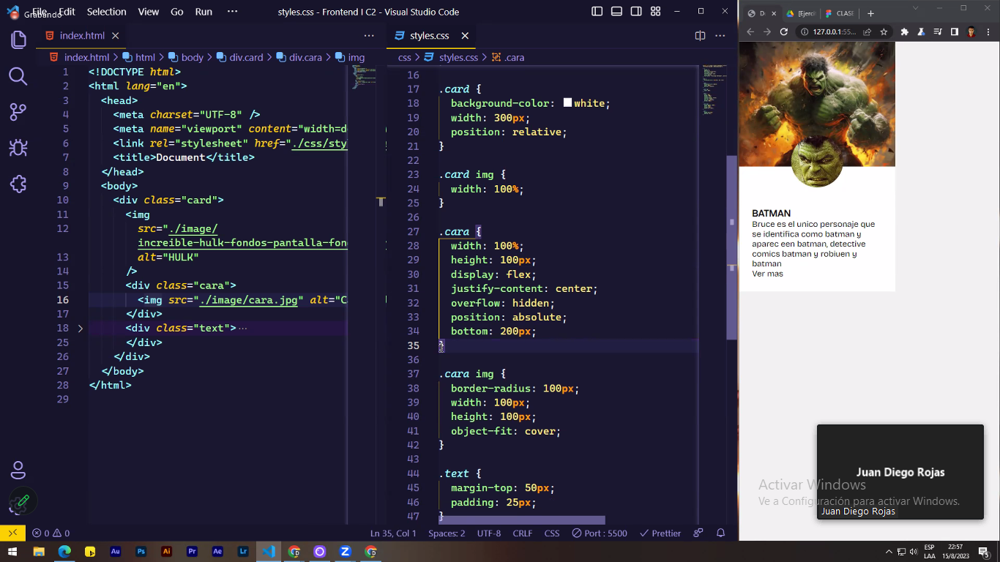 Grabando
File Edit Selection View Go Run ··· styles.css - Frontend I C2 - Visual Studio Code
index.html
index.html > html > body > div.card > div.cara > img
1 <!DOCTYPE html>
2 <html lang="en">
3 <head>
4 <meta charset="UTF-8" />
5 <meta name="viewport" content="width=d
6 <link rel="stylesheet" href="./css/sty
7 <title>Document</title>
8 </head>
9 <body>
10 <div class="card">
11 <img
12 src="./image/
increible-hulk-fondos-pantalla-fon
13 alt="HULK"
14 />
15 <div class="cara">
16 <img src="./image/cara.jpg" alt="C
17 </div>
18 <div class="text">···
25 </div>
26 </div>
27 </body>
28 </html>
29
styles.css
css > styles.css > .cara
16
17 .card {
18 background-color: white;
19 width: 300px;
20 position: relative;
21 }
22
23 .card img {
24 width: 100%;
25 }
26
27 .cara {
28 width: 100%;
29 height: 100px;
30 display: flex;
31 justify-content: center;
32 overflow: hidden;
33 position: absolute;
34 bottom: 200px;
35 }
36
37 .cara img {
38 border-radius: 100px;
39 width: 100px;
40 height: 100px;
41 object-fit: cover;
42 }
43
44 .text {
45 margin-top: 50px;
46 padding: 25px;
47 }
0 0
Ln 35, Col 1 Spaces: 2 UTF-8 CRLF CSS Port : 5500 Prettier
[Ejerci CLASE
127.0.0.1:55...
BATMAN
Bruce es el unico personaje que
se identifica como batman y
aparec een batman, detective
comics batman y robiuen y
batman
Ver mas
Juan Diego Rojas
Activar Windows
Ve a Configuración para activar Windows.
Juan Diego Rojas
Au Ps Ai Pr Ae Lr
ESP
LAA
22:57
15/8/2023
5